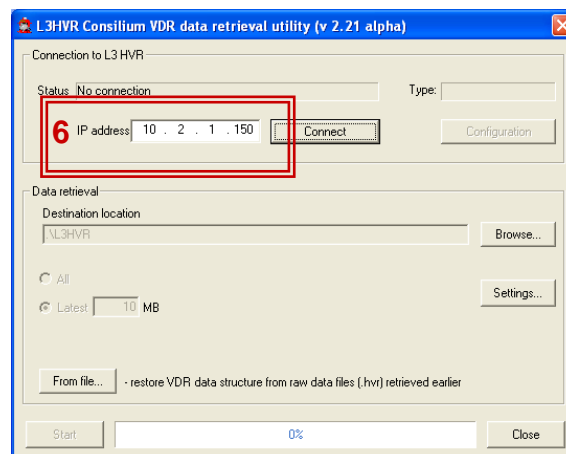 L3HVR Consilium VDR data retrieval utility (v 2.21 alpha)
Connection to L3 HVR
Status No connection Type:
6 IP address 10 . 2 . 1 . 150 Connect Configuration
Data retrieval
Destination location
.\L3HVR Browse...
All
Settings...
Latest 10 MB
From file... - restore VDR data structure from raw data files (.hvr) retrieved earlier
Start 0% Close